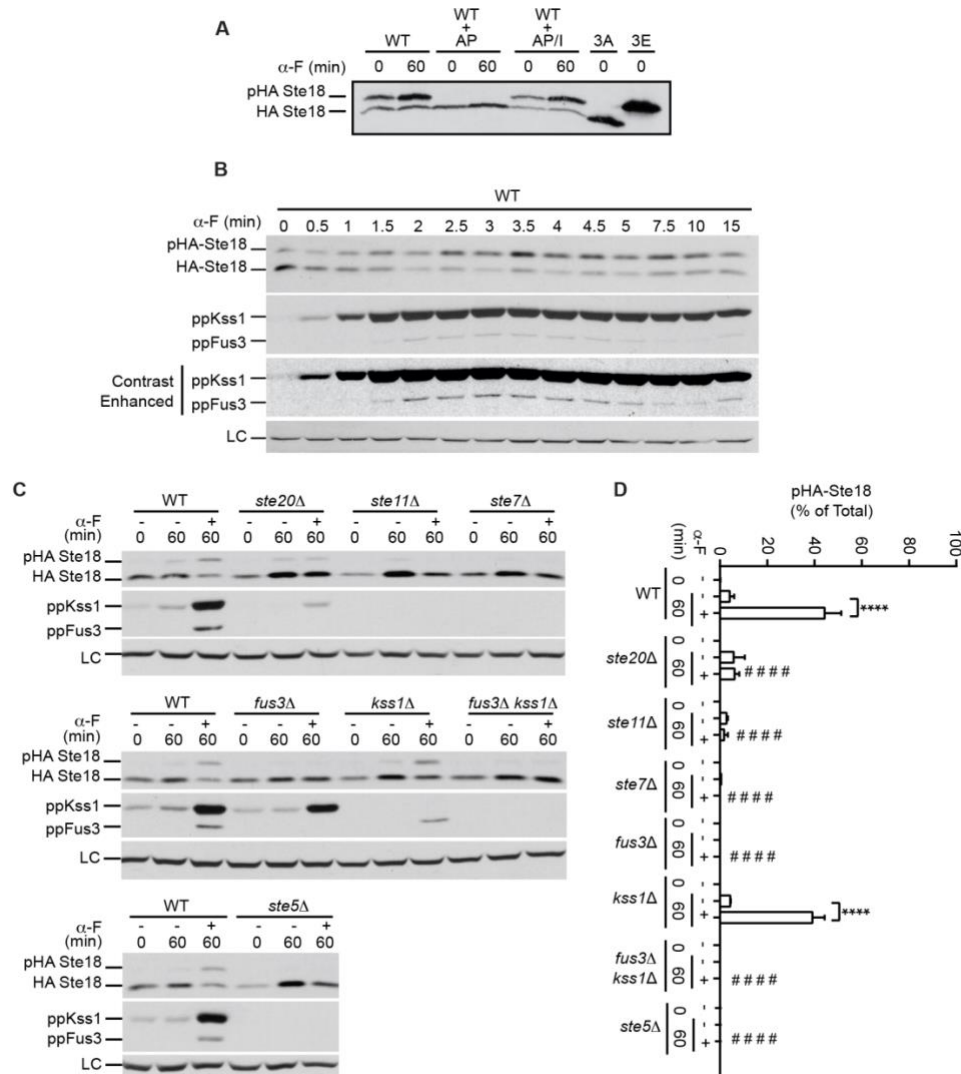 A
WT WT + AP WT + AP/I 3A 3E
α-F (min) 0 60 0 60 0 60 0 0
pHA Ste18
HA Ste18
B
WT
α-F (min) 0 0.5 1 1.5 2 2.5 3 3.5 4 4.5 5 7.5 10 15
pHA-Ste18
HA-Ste18
ppKss1
ppFus3
Contrast Enhanced
ppKss1
ppFus3
LC
C
WT ste20Δ ste11Δ ste7Δ
α-F - - + - - + - - + - - +
(min) 0 60 60 0 60 60 0 60 60 0 60 60
pHA Ste18
HA Ste18
ppKss1
ppFus3
LC
WT fus3Δ kss1Δ fus3Δ kss1Δ
α-F - - + - - + - - + - - +
(min) 0 60 60 0 60 60 0 60 60 0 60 60
pHA Ste18
HA Ste18
ppKss1
ppFus3
LC
WT ste5Δ
α-F - - + - - +
(min) 0 60 60 0 60 60
pHA Ste18
HA Ste18
ppKss1
ppFus3
LC
D
pHA-Ste18
(% of Total)
0 20 40 60 80 100
α-F
(min)
WT 0 60 - - + ****
ste20Δ 0 60 - - + ####
ste11Δ 0 60 - - + ####
ste7Δ 0 60 - - + ####
fus3Δ 0 60 - - + ####
kss1Δ 0 60 - - + ****
fus3Δ
kss1Δ 0 60 - - + ####
ste5Δ 0 60 - - + ####